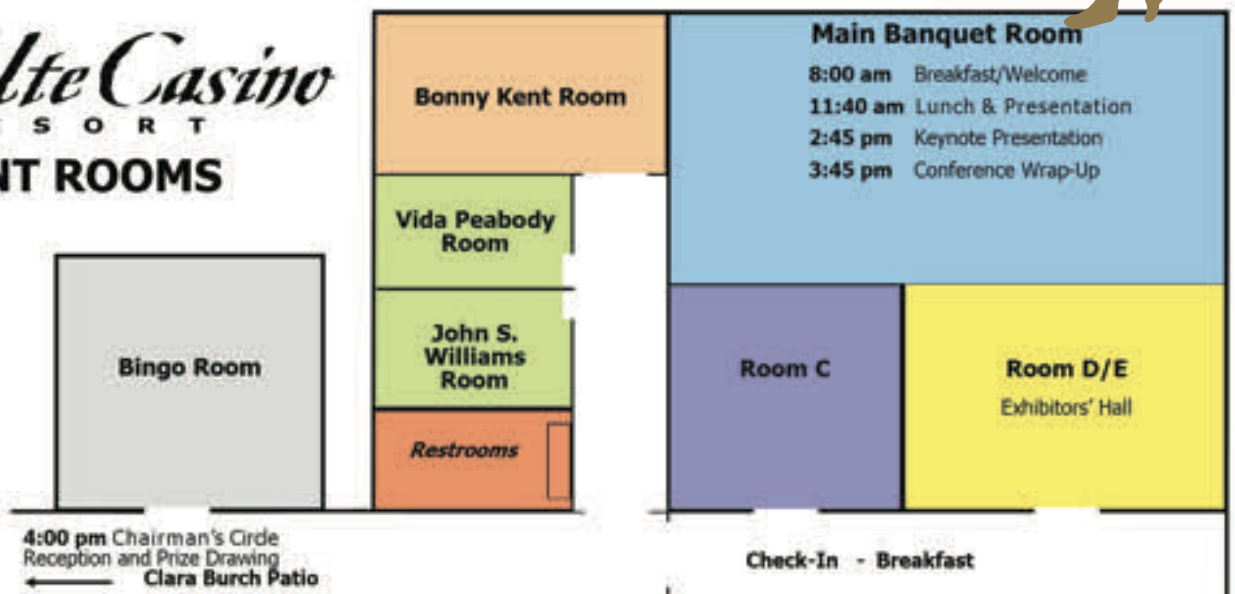 Casino
S O R T
NT ROOMS
Bonny Kent Room
Main Banquet Room
8:00 am Breakfast/Welcome
11:40 am Lunch & Presentation
2:45 pm Keynote Presentation
3:45 pm Conference Wrap-Up
Vida Peabody
Room
John S.
Williams
Room
Restrooms
Bingo Room
Room C
Room D/E
Exhibitors' Hall
4:00 pm Chairman's Circle
Reception and Prize Drawing
Clara Burch Patio
Check-In - Breakfast